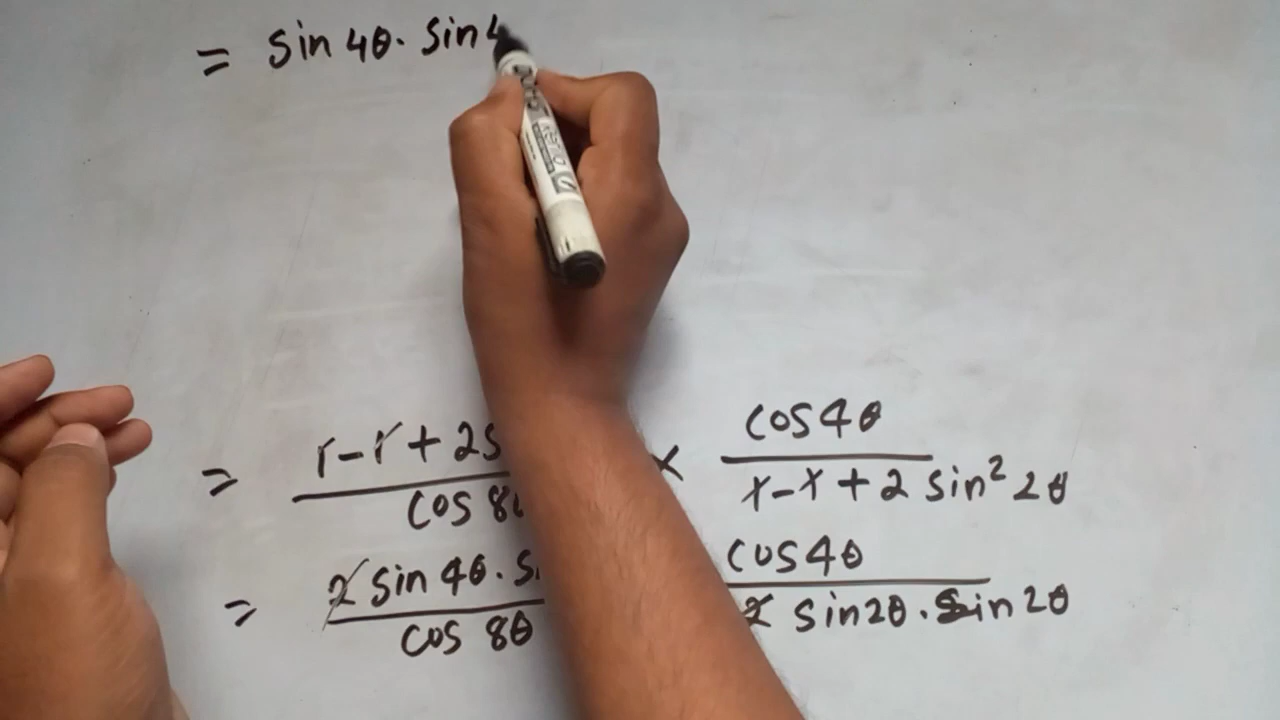 = sin 4θ · sin 4
= 1-1+2s / cos 8 × cos 4θ / 1-1+2 sin² 2θ
= 2 sin 4θ · s / cos 8θ cos 4θ / 2 sin 2θ · sin 2θ